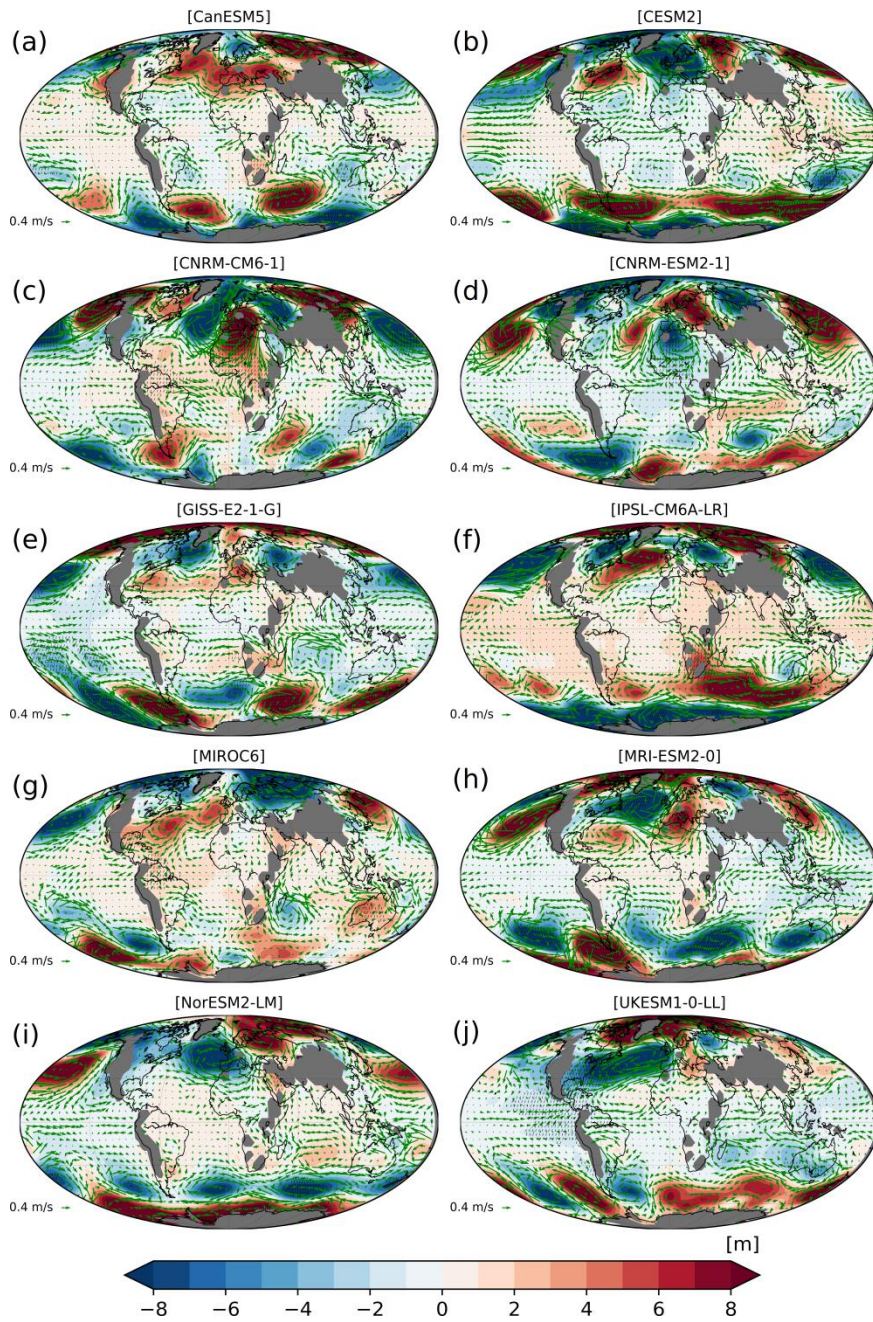 [CanESM5] [CESM2]
(a) (b)
0.4 m/s 0.4 m/s
[CNRM-CM6-1] [CNRM-ESM2-1]
(c) (d)
0.4 m/s 0.4 m/s
[GISS-E2-1-G] [IPSL-CM6A-LR]
(e) (f)
0.4 m/s 0.4 m/s
[MIROC6] [MRI-ESM2-0]
(g) (h)
0.4 m/s 0.4 m/s
[NorESM2-LM] [UKESM1-0-LL]
(i) (j)
0.4 m/s 0.4 m/s
[m]
−8 −6 −4 −2 0 2 4 6 8